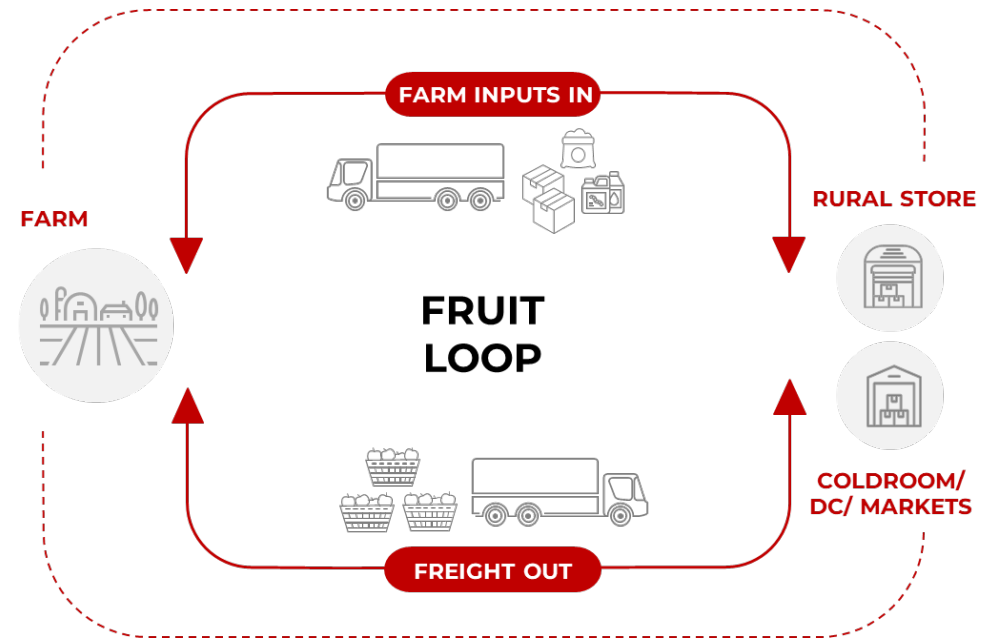 FARM INPUTS IN
FARM
RURAL STORE
FRUIT
LOOP
COLDROOM/
DC/ MARKETS
FREIGHT OUT